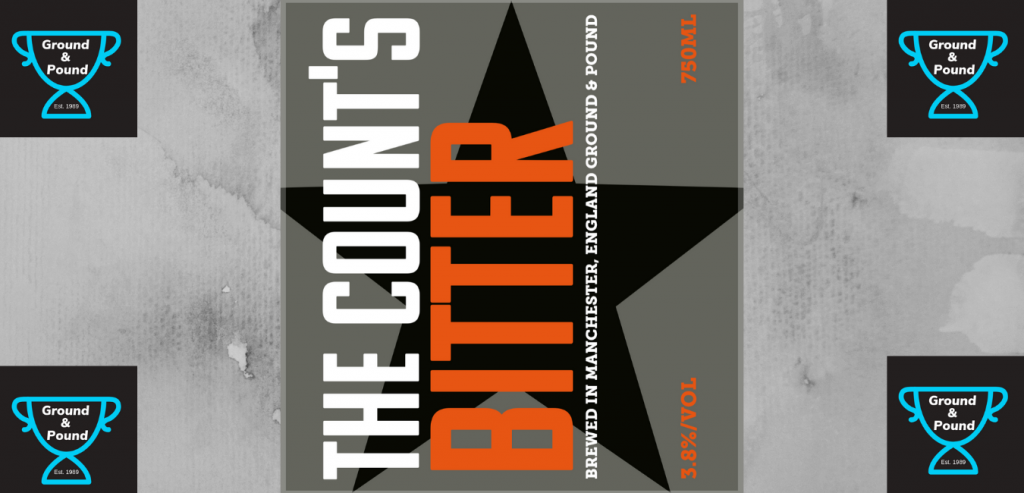 Ground
&
Pound
Est. 1989
Ground
&
Pound
Est. 1989
THE COUNT'S
BITTER
BREWED IN MANCHESTER, ENGLAND GROUND & POUND
3.8%/VOL
750ML
Ground
&
Pound
Est. 1989
Ground
&
Pound
Est. 1989